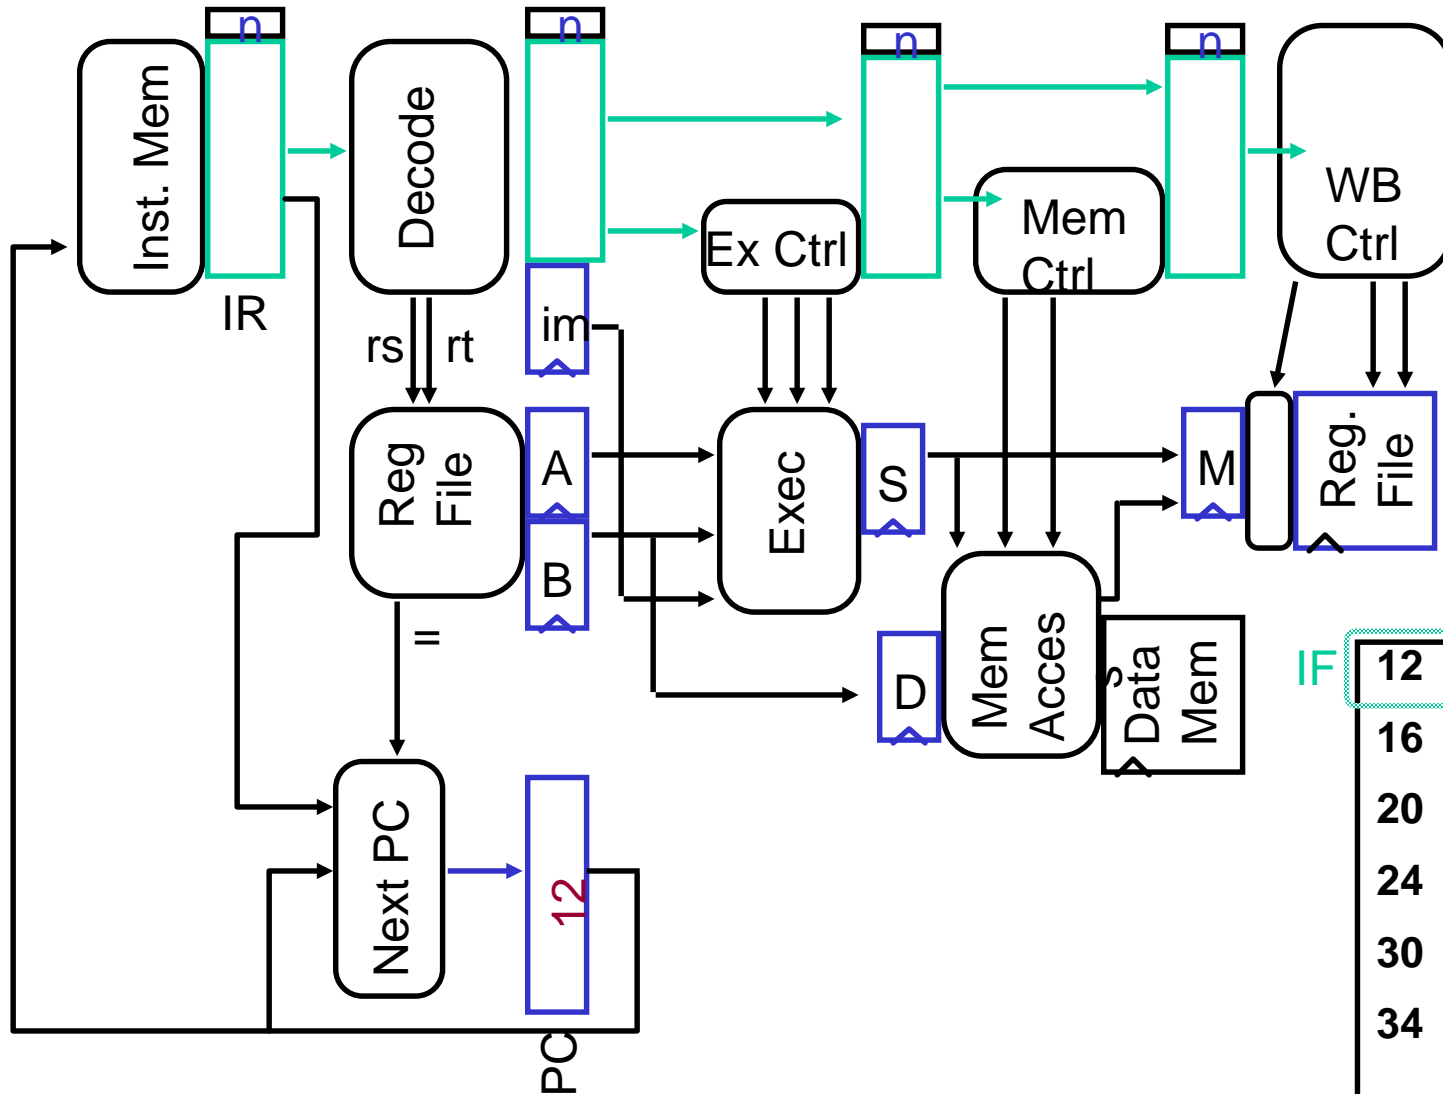 n
n
n
n
Inst. Mem
Decode
WB
Ctrl
Mem
Ctrl
Ex Ctrl
IR
im
rs
rt
Reg
File
A
B
Exec
S
M
Reg.
File
=
D
Mem
Acces
s
Data
Mem
IF
12
16
20
24
30
34
Next PC
12
PC